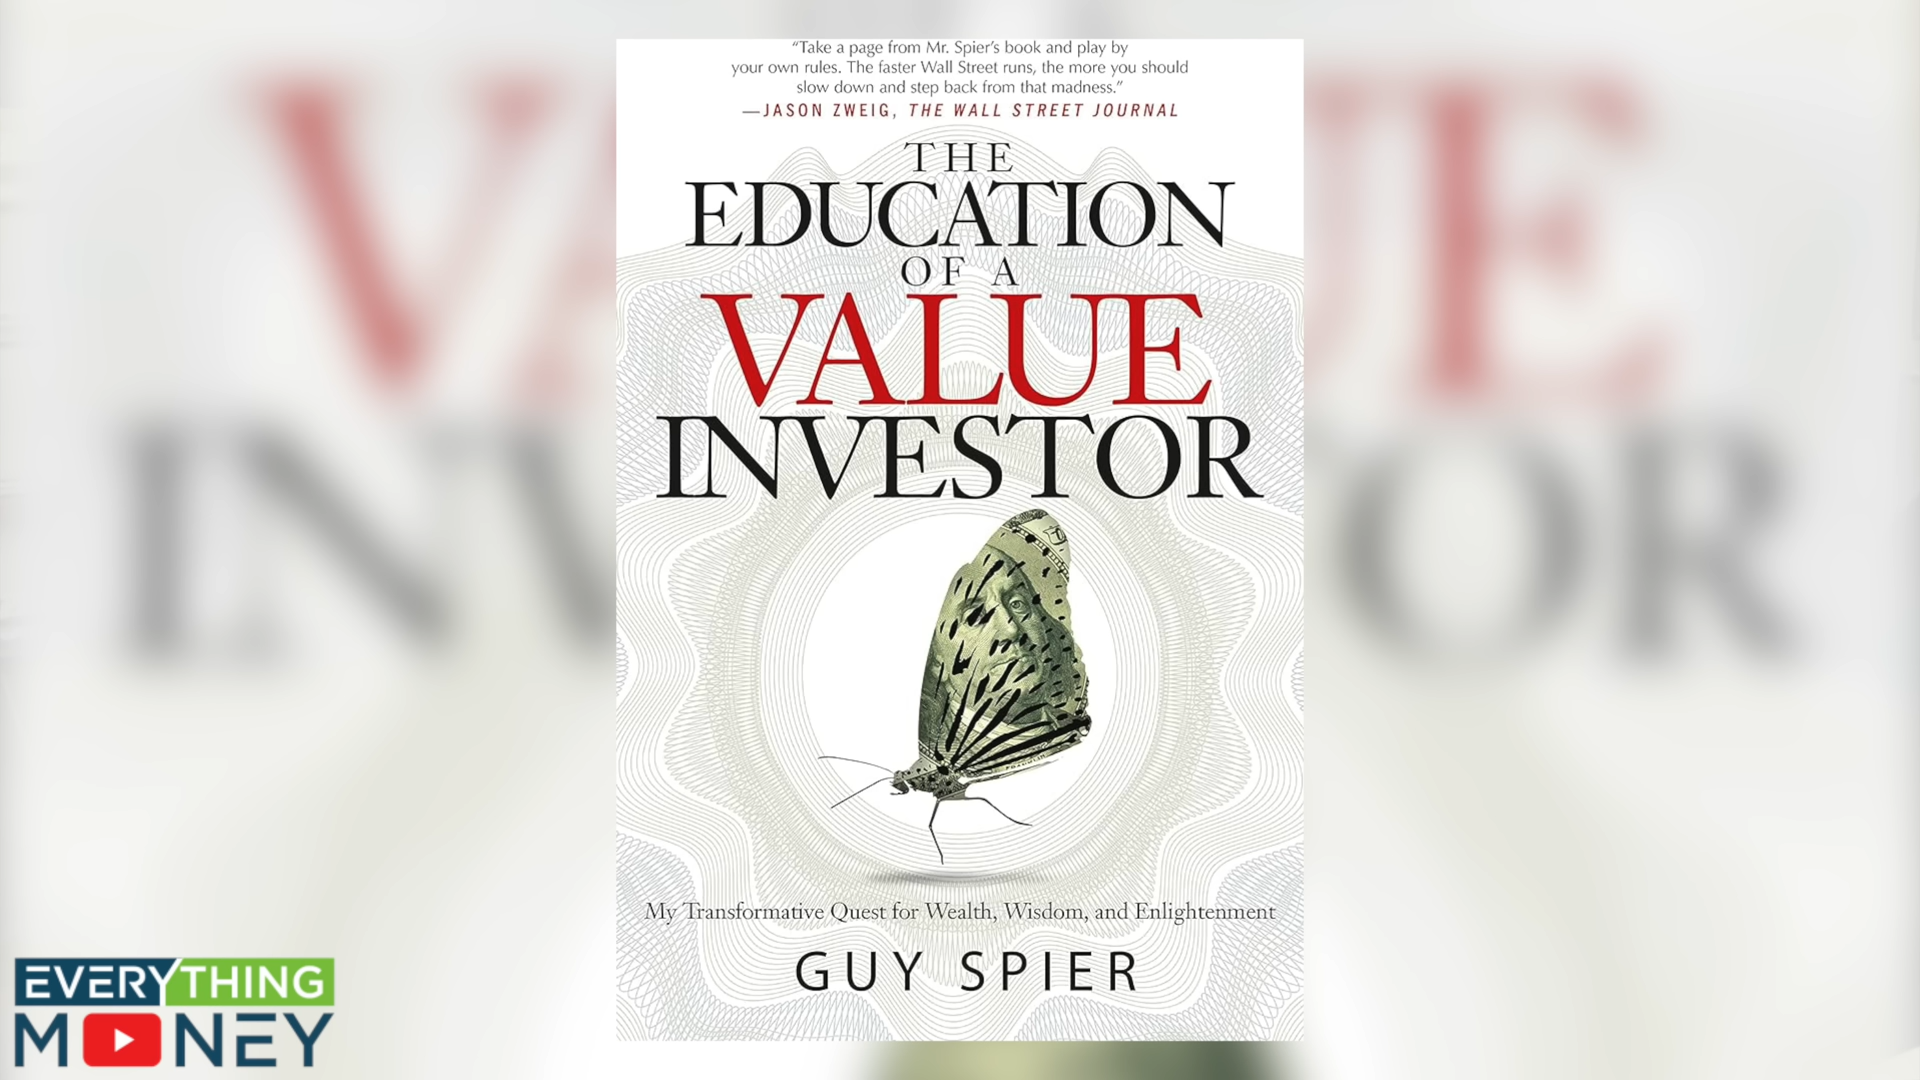 “Take a page from Mr. Spier’s book and play by
your own rules. The faster Wall Street runs, the more you should
slow down and step back from that madness.”
—JASON ZWEIG, THE WALL STREET JOURNAL
THE
EDUCATION
OF A
VALUE
INVESTOR
My Transformative Quest for Wealth, Wisdom, and Enlightenment
GUY SPIER
EVERYTHING
MONEY